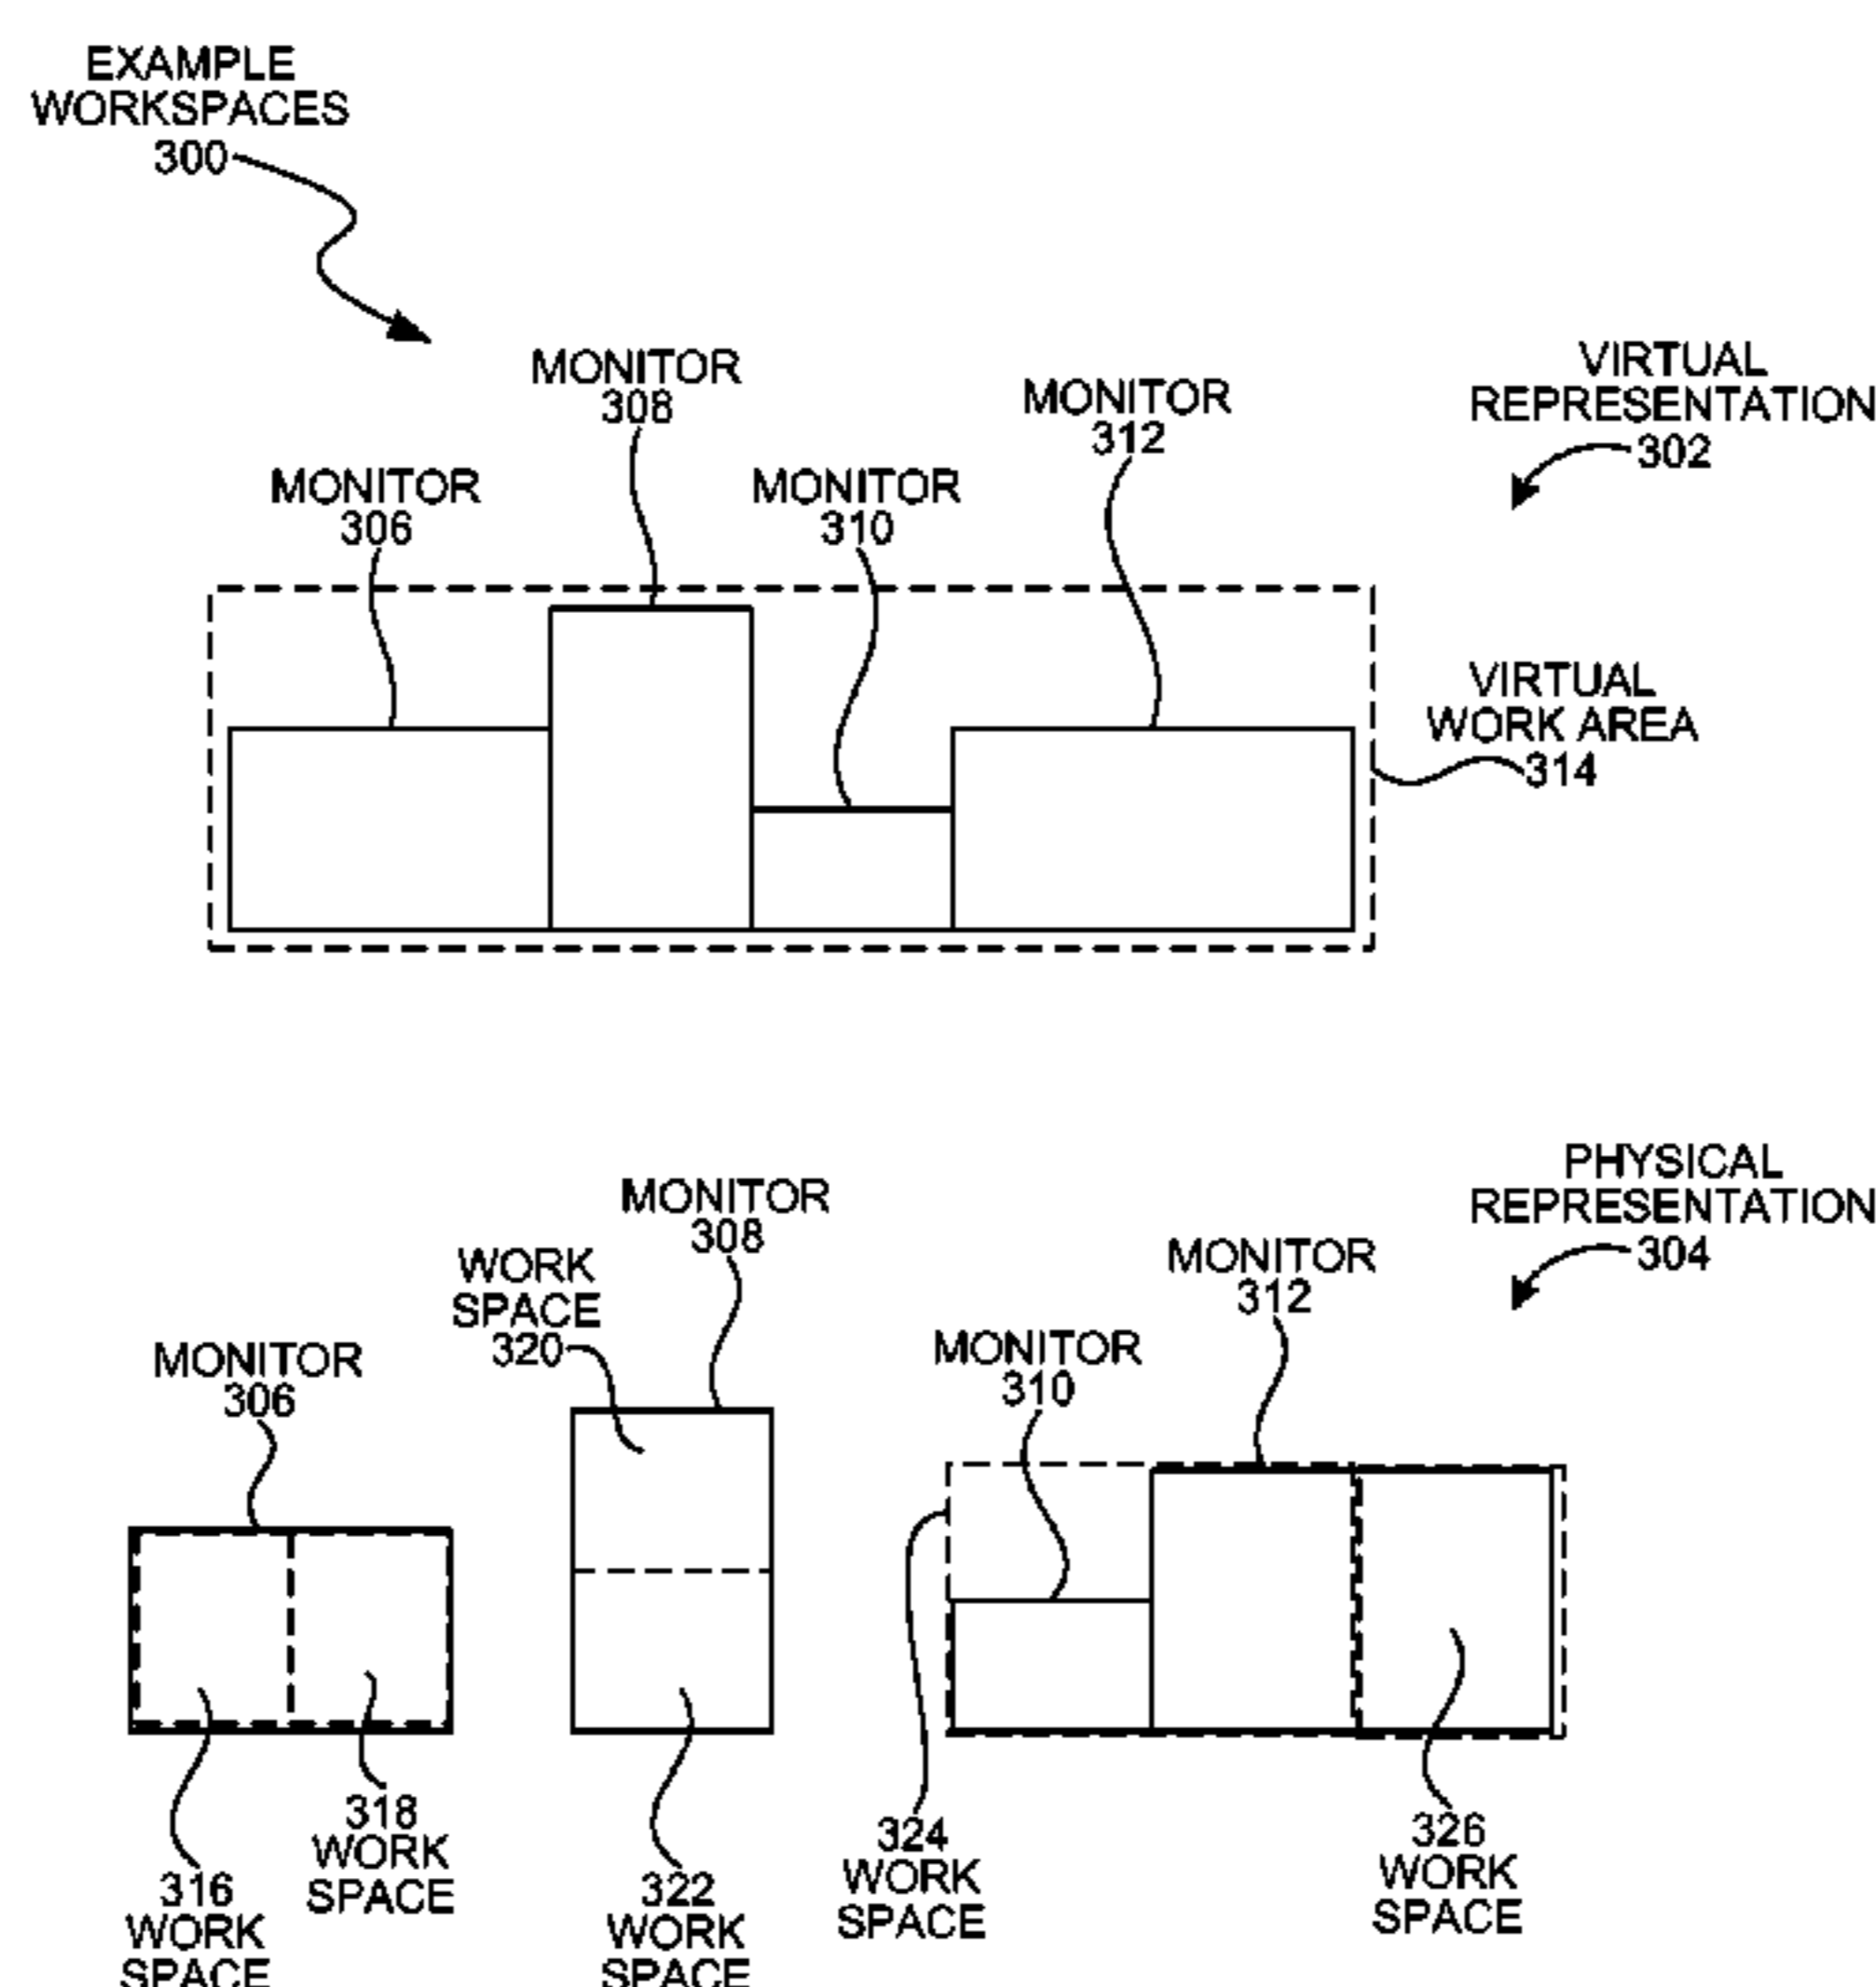 EXAMPLE
WORKSPACES
300
MONITOR
308
MONITOR
312
VIRTUAL
REPRESENTATION
302
MONITOR
306
MONITOR
310
VIRTUAL
WORK AREA
314
PHYSICAL
REPRESENTATION
304
MONITOR
308
WORK
SPACE
320
MONITOR
312
MONITOR
306
MONITOR
310
316
WORK
SPACE
318
WORK
SPACE
322
WORK
SPACE
324
WORK
SPACE
326
WORK
SPACE